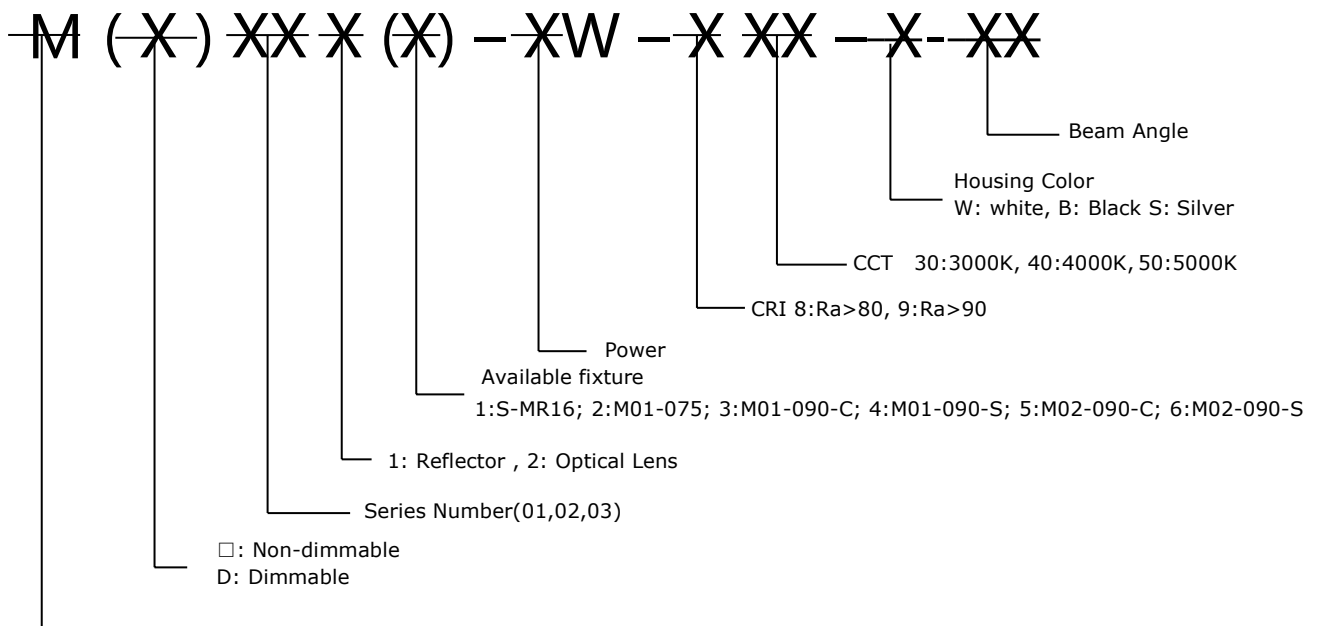 M (X) XX X (X) – XW – X XX – X- XX
Beam Angle
Housing Color
W: white, B: Black S: Silver
CCT 30:3000K, 40:4000K, 50:5000K
CRI 8:Ra>80, 9:Ra>90
Power
Available fixture
1:S-MR16; 2:M01-075; 3:M01-090-C; 4:M01-090-S; 5:M02-090-C; 6:M02-090-S
1: Reflector , 2: Optical Lens
Series Number(01,02,03)
□: Non-dimmable
D: Dimmable